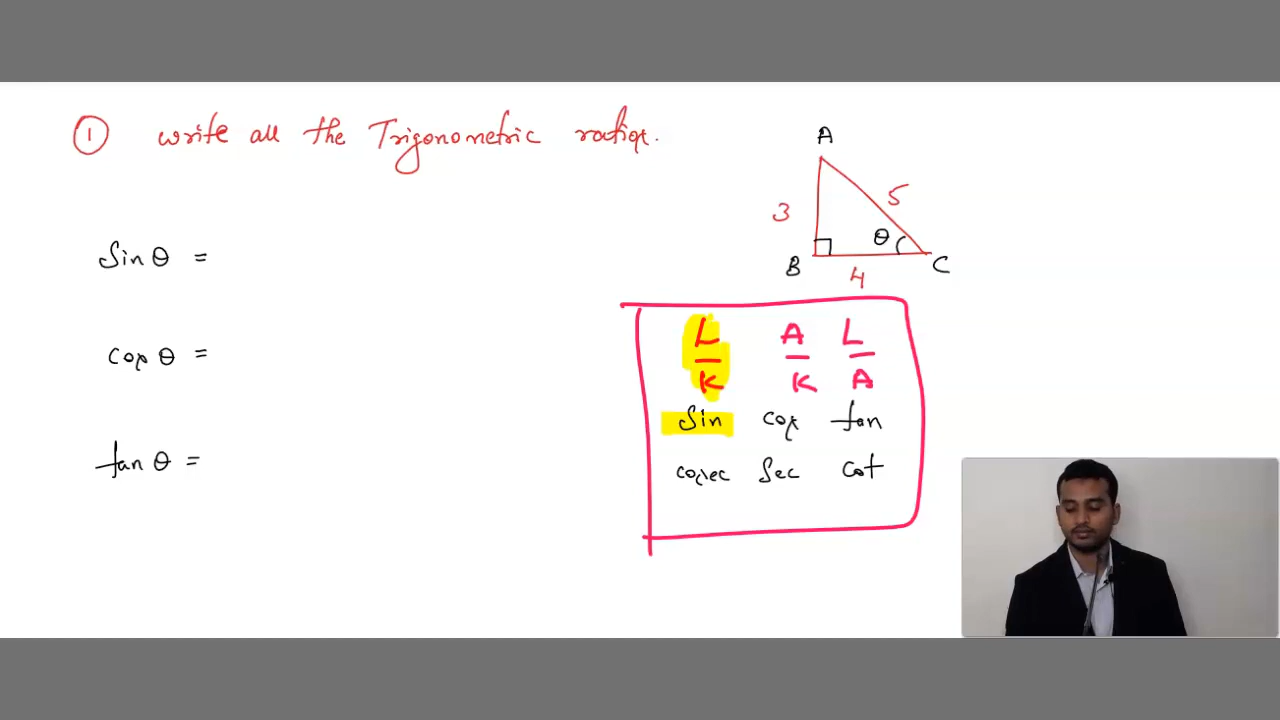 ① Write all the Trigonometric ratios.
A
3
5
θ
B
C
4
Sin θ =
cos θ =
tan θ =
L A L
K K A
Sin cos tan
cosec Sec cot